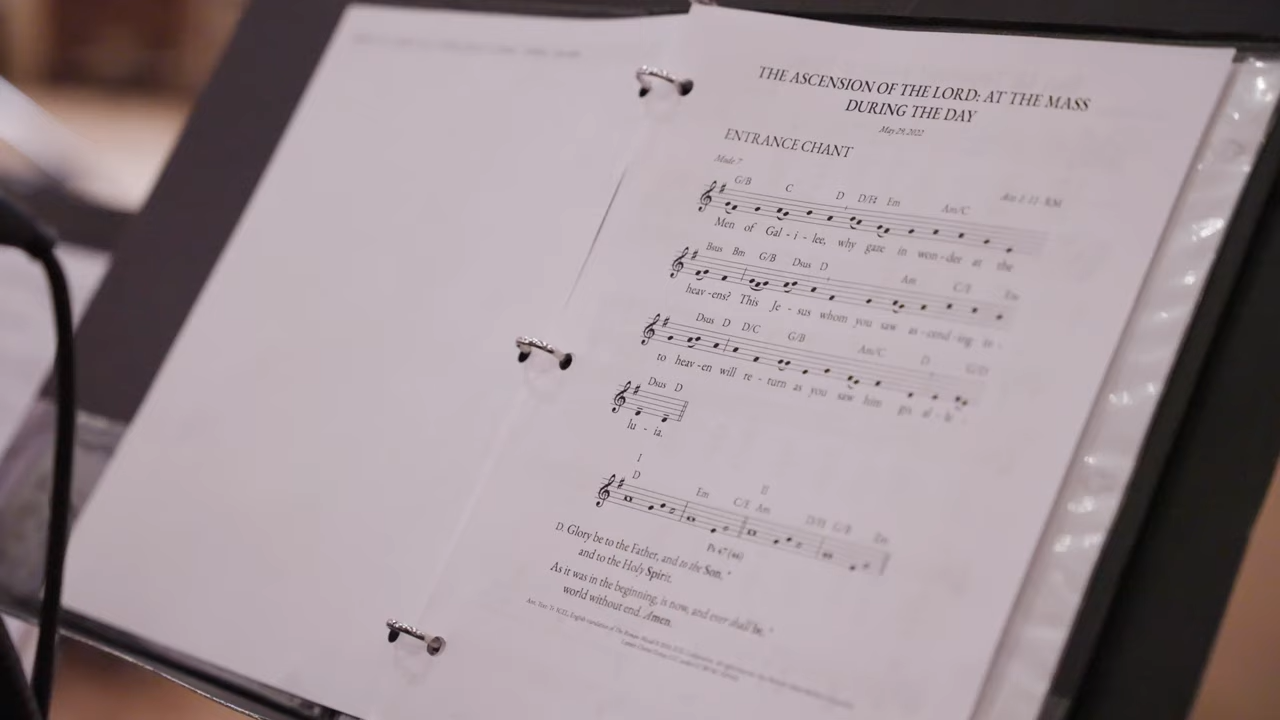 THE ASCENSION OF THE LORD: AT THE MASS
DURING THE DAY
May 29, 2022
ENTRANCE CHANT
Mode 7
G/B C D D/F# Em Am/C
Men of Gal - i - lee, why gaze in won - der at the
Bsus Bm G/B Dsus D Am C/E Em
heav - ens? This Je - sus whom you saw as - cend - ing in -
Dsus D D/C G/B Am/C D
to heav - en will re - turn as you saw him go, al - le -
Dsus D
lu - ia.
I
D Em C/E Am
II
Ps 47 (46)
D. Glory be to the Father, and to the Son, *
and to the Holy Spirit.
As it was in the beginning, is now, and ever shall be, *
world without end. Amen.